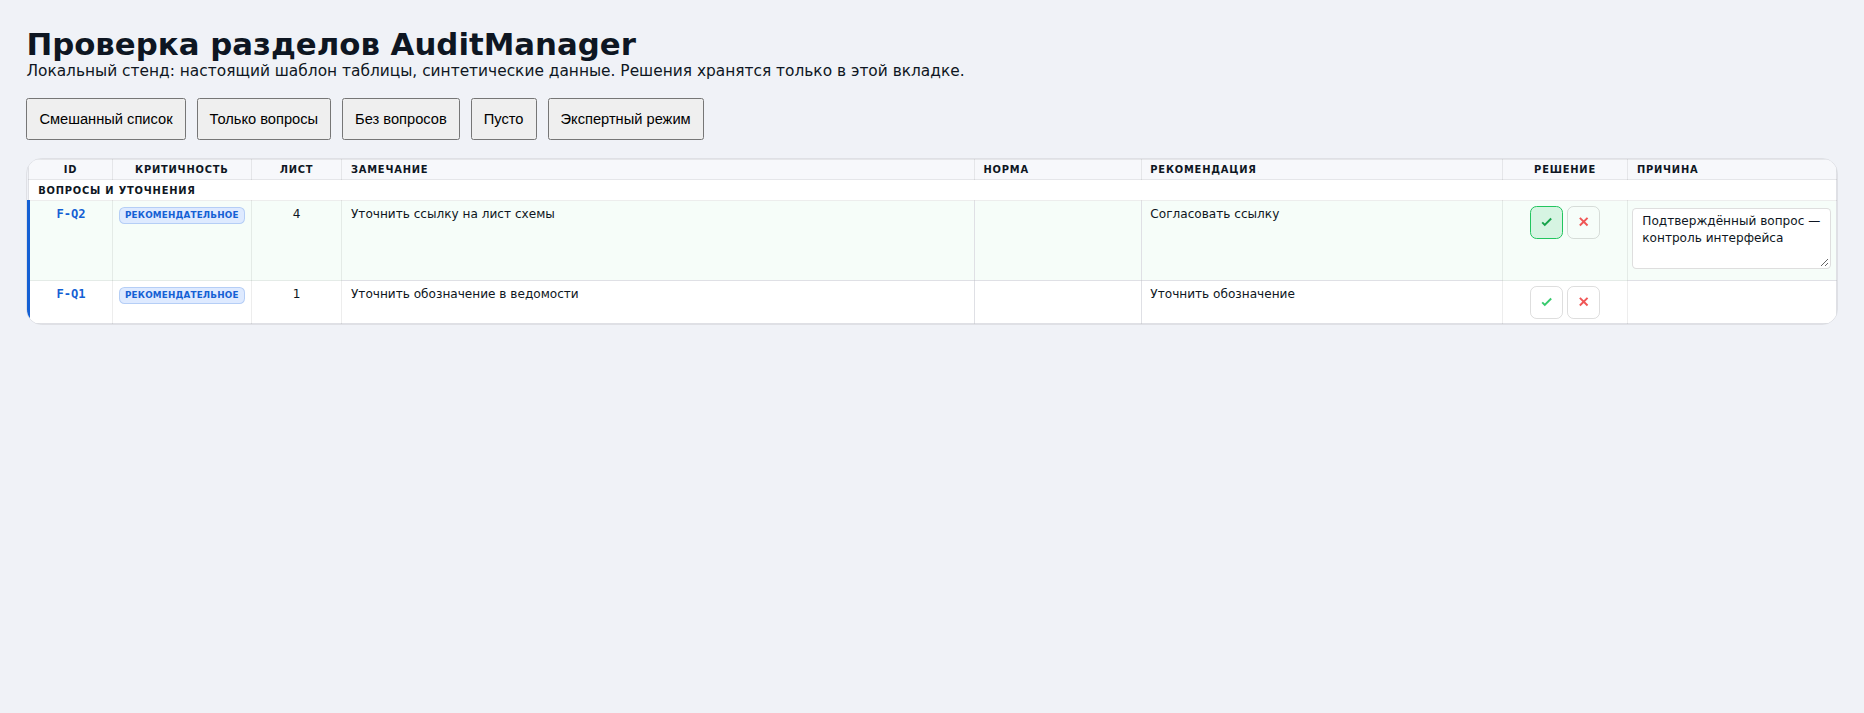 Проверка разделов AuditManager
Локальный стенд: настоящий шаблон таблицы, синтетические данные. Решения хранятся только в этой вкладке.
Смешанный список Только вопросы Без вопросов Пусто Экспертный режим
ID КРИТИЧНОСТЬ ЛИСТ ЗАМЕЧАНИЕ НОРМА РЕКОМЕНДАЦИЯ РЕШЕНИЕ ПРИЧИНА
ВОПРОСЫ И УТОЧНЕНИЯ
F-Q2 РЕКОМЕНДАТЕЛЬНОЕ 4 Уточнить ссылку на лист схемы Согласовать ссылку Подтверждённый вопрос —
контроль интерфейса
F-Q1 РЕКОМЕНДАТЕЛЬНОЕ 1 Уточнить обозначение в ведомости Уточнить обозначение